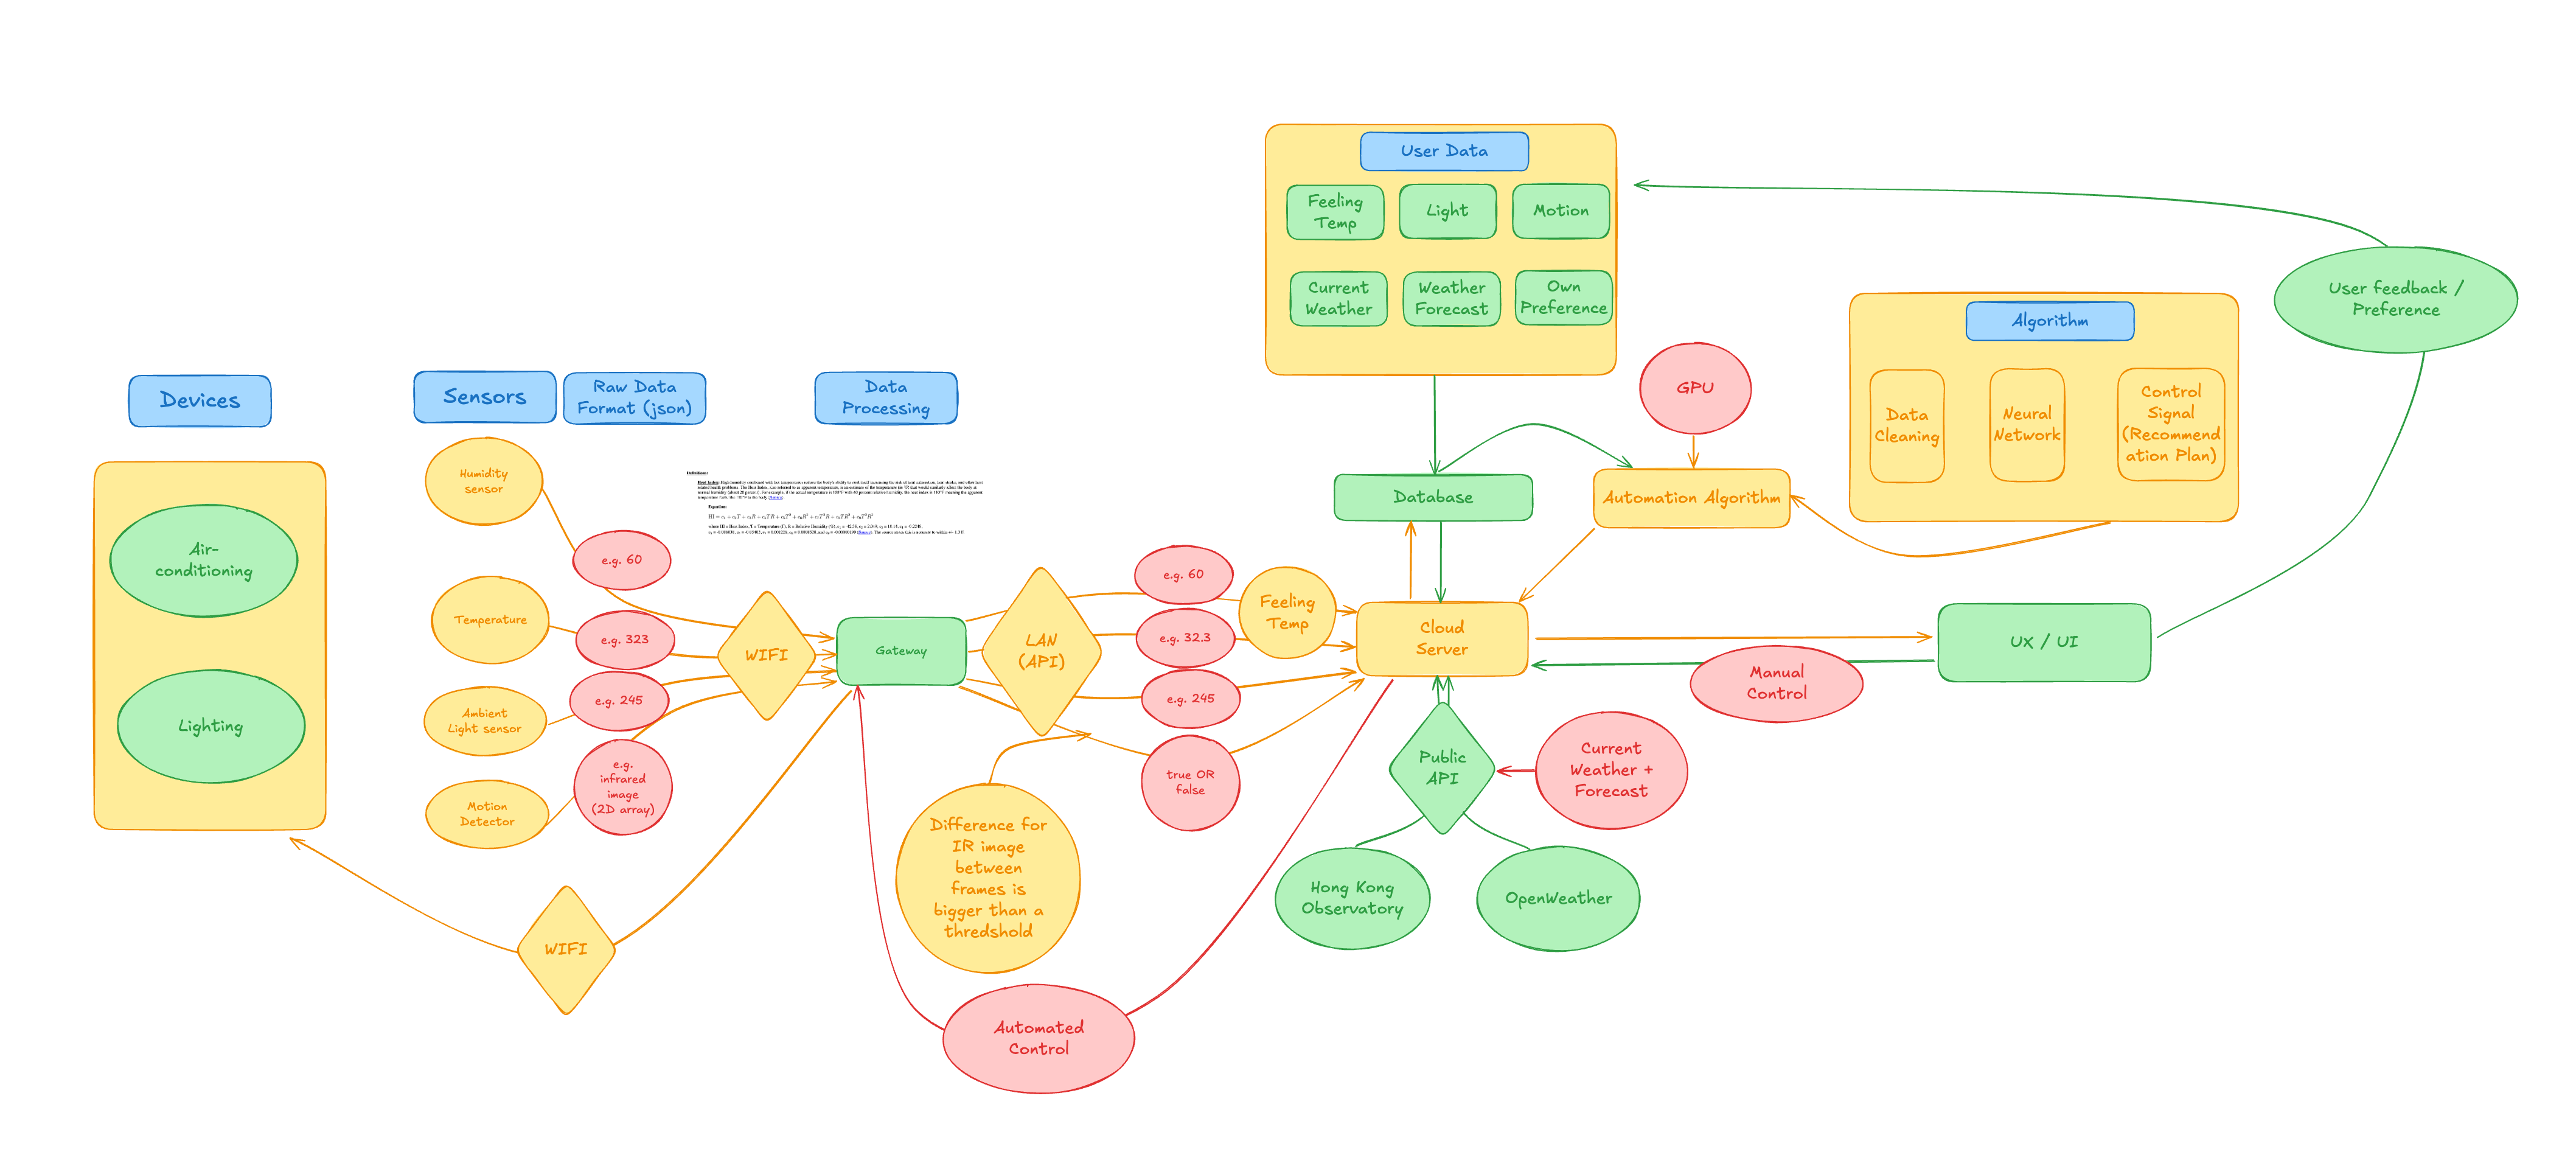 User Data
Feeling
Temp
Light
Motion
Current
Weather
Weather
Forecast
Own
Preference
User feedback /
Preference
Algorithm
Data
Cleaning
Neural
Network
Control
Signal
(Recommend
ation Plan)
GPU
Devices
Sensors
Raw Data
Format (json)
Data
Processing
Air-
conditioning
Lighting
Humidity
sensor
Temperature
Ambient
Light sensor
Motion
Detector
e.g. 60
e.g. 323
e.g. 245
e.g.
infrared
image
(2D array)
Definitions:
Equation:
WIFI
Gateway
LAN
(API)
e.g. 60
e.g. 32.3
e.g. 245
true OR
false
Feeling
Temp
Database
Automation Algorithm
Cloud
Server
UX / UI
Manual
Control
Public
API
Current
Weather +
Forecast
Hong Kong
Observatory
OpenWeather
Difference for
IR image
between
frames is
bigger than a
thredshold
WIFI
Automated
Control